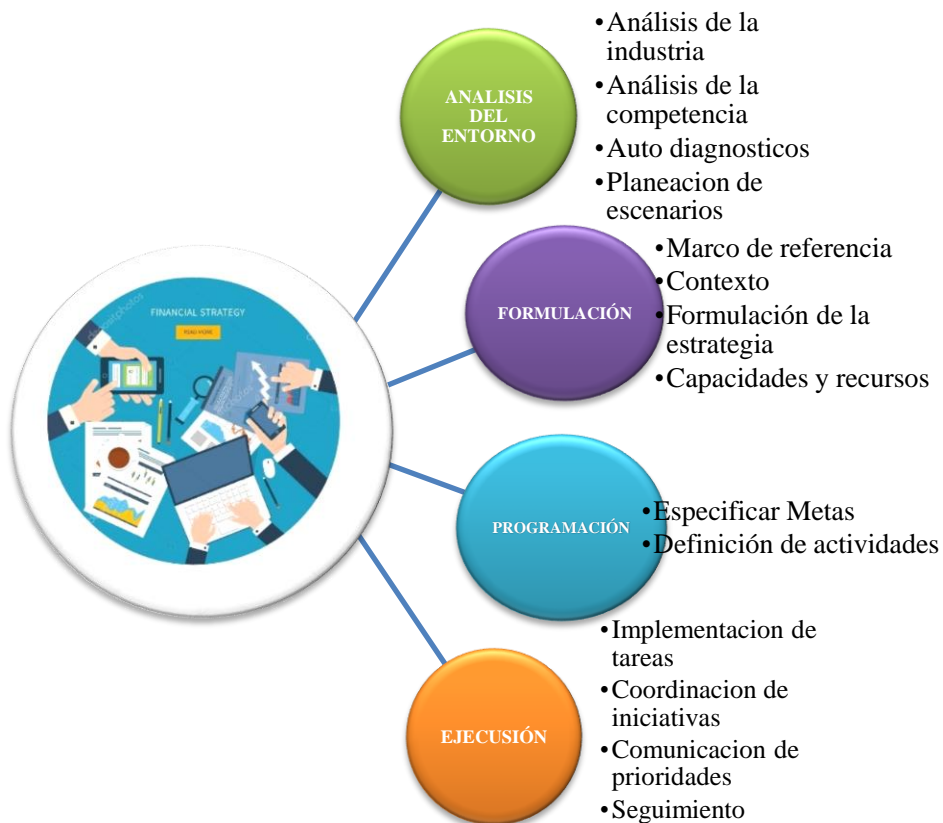 ANALISIS
DEL
ENTORNO
•Análisis de la
industria
•Análisis de la
competencia
•Auto diagnosticos
•Planeacion de
escenarios
FORMULACIÓN
•Marco de referencia
•Contexto
•Formulación de la
estrategia
•Capacidades y recursos
FINANCIAL STRATEGY
READ MORE
depositphotos
PROGRAMACIÓN
•Especificar Metas
•Definición de actividades
EJECUSIÓN
•Implementacion de
tareas
•Coordinacion de
iniciativas
•Comunicacion de
prioridades
•Seguimiento